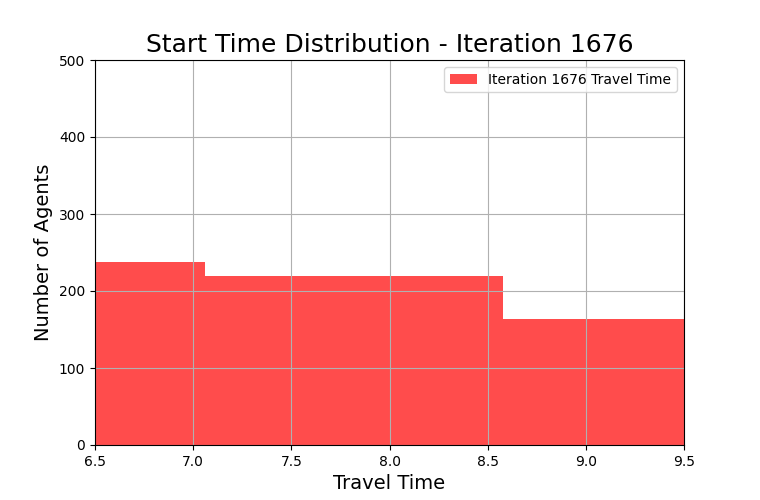 Start Time Distribution - Iteration 1676
Iteration 1676 Travel Time
Number of Agents
500
400
300
200
100
0
6.5 7.0 7.5 8.0 8.5 9.0 9.5
Travel Time